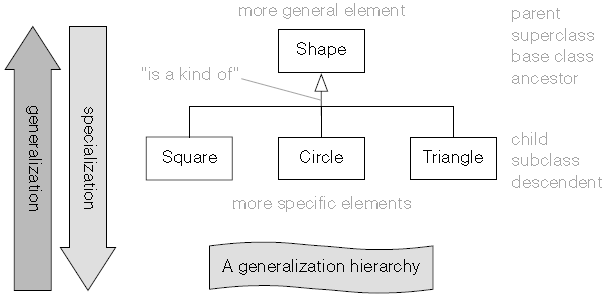 more general element
Shape
parent
superclass
base class
ancestor
"is a kind of"
generalization
specialization
Square
Circle
Triangle
child
subclass
descendent
more specific elements
A generalization hierarchy